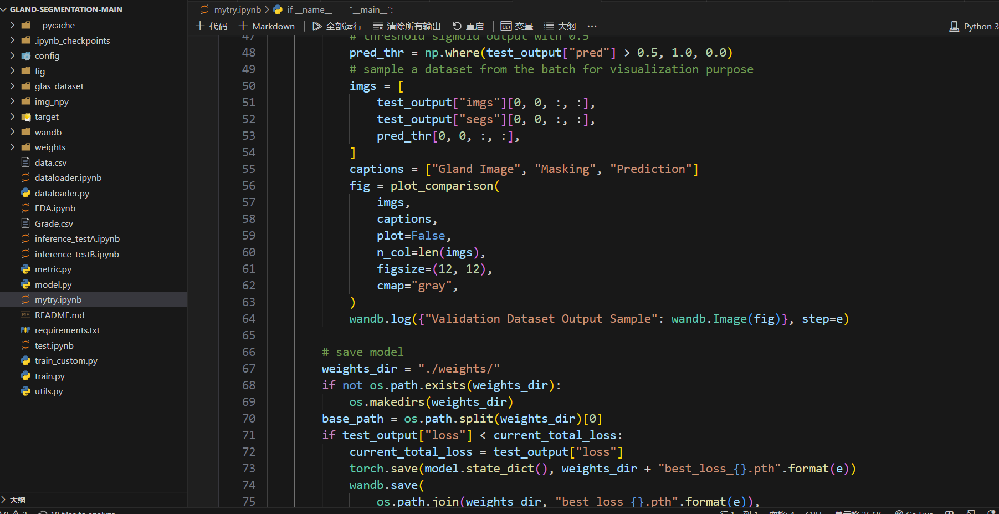 GLAND-SEGMENTATION-MAIN
__pycache__
.ipynb_checkpoints
config
fig
glas_dataset
img_npy
target
wandb
weights
data.csv
dataloader.ipynb
dataloader.py
EDA.ipynb
Grade.csv
inference_testA.ipynb
inference_testB.ipynb
metric.py
model.py
mytry.ipynb
README.md
requirements.txt
test.ipynb
train_custom.py
train.py
utils.py
大纲
mytry.ipynb > if __name__ == "__main__":
代码 Markdown 全部运行 清除所有输出 重启 变量 大纲 ··· Python 3
47 # threshold sigmoid output with 0.5
48 pred_thr = np.where(test_output["pred"] > 0.5, 1.0, 0.0)
49 # sample a dataset from the batch for visualization purpose
50 imgs = [
51 test_output["imgs"][0, 0, :, :],
52 test_output["segs"][0, 0, :, :],
53 pred_thr[0, 0, :, :],
54 ]
55 captions = ["Gland Image", "Masking", "Prediction"]
56 fig = plot_comparison(
57 imgs,
58 captions,
59 plot=False,
60 n_col=len(imgs),
61 figsize=(12, 12),
62 cmap="gray",
63 )
64 wandb.log({"Validation Dataset Output Sample": wandb.Image(fig)}, step=e)
65
66 # save model
67 weights_dir = "./weights/"
68 if not os.path.exists(weights_dir):
69 os.makedirs(weights_dir)
70 base_path = os.path.split(weights_dir)[0]
71 if test_output["loss"] < current_total_loss:
72 current_total_loss = test_output["loss"]
73 torch.save(model.state_dict(), weights_dir + "best_loss_{}.pth".format(e))
74 wandb.save(
75 os.path.join(weights_dir, "best_loss_{}.pth".format(e)),